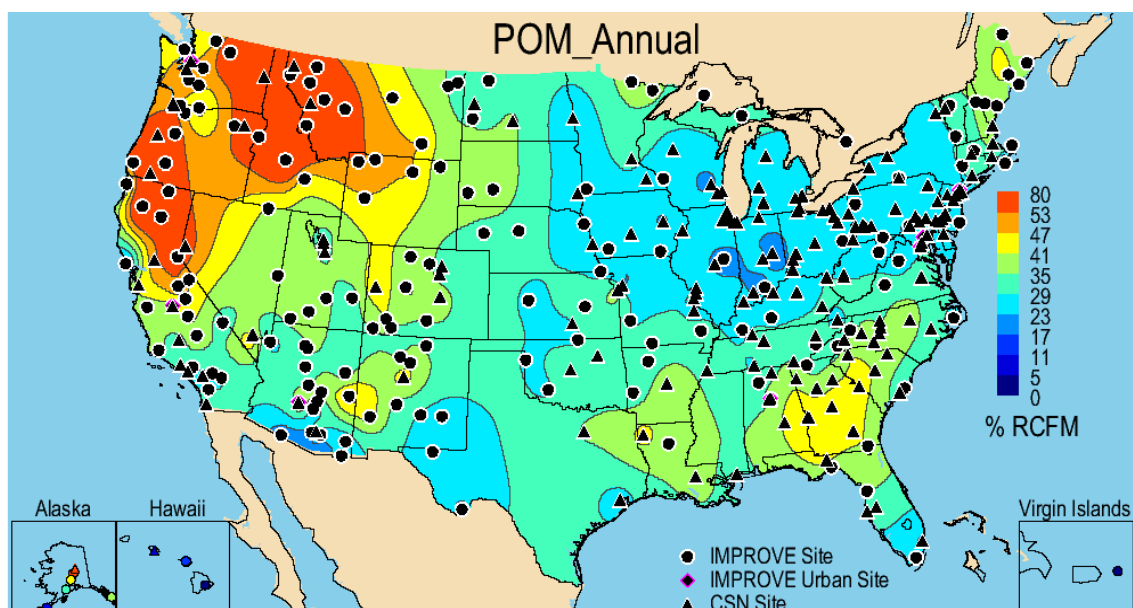 POM_Annual
80
53
47
41
35
29
23
17
11
5
0
% RCFM
Alaska
Hawaii
Virgin Islands
IMPROVE Site
IMPROVE Urban Site
CSN Site